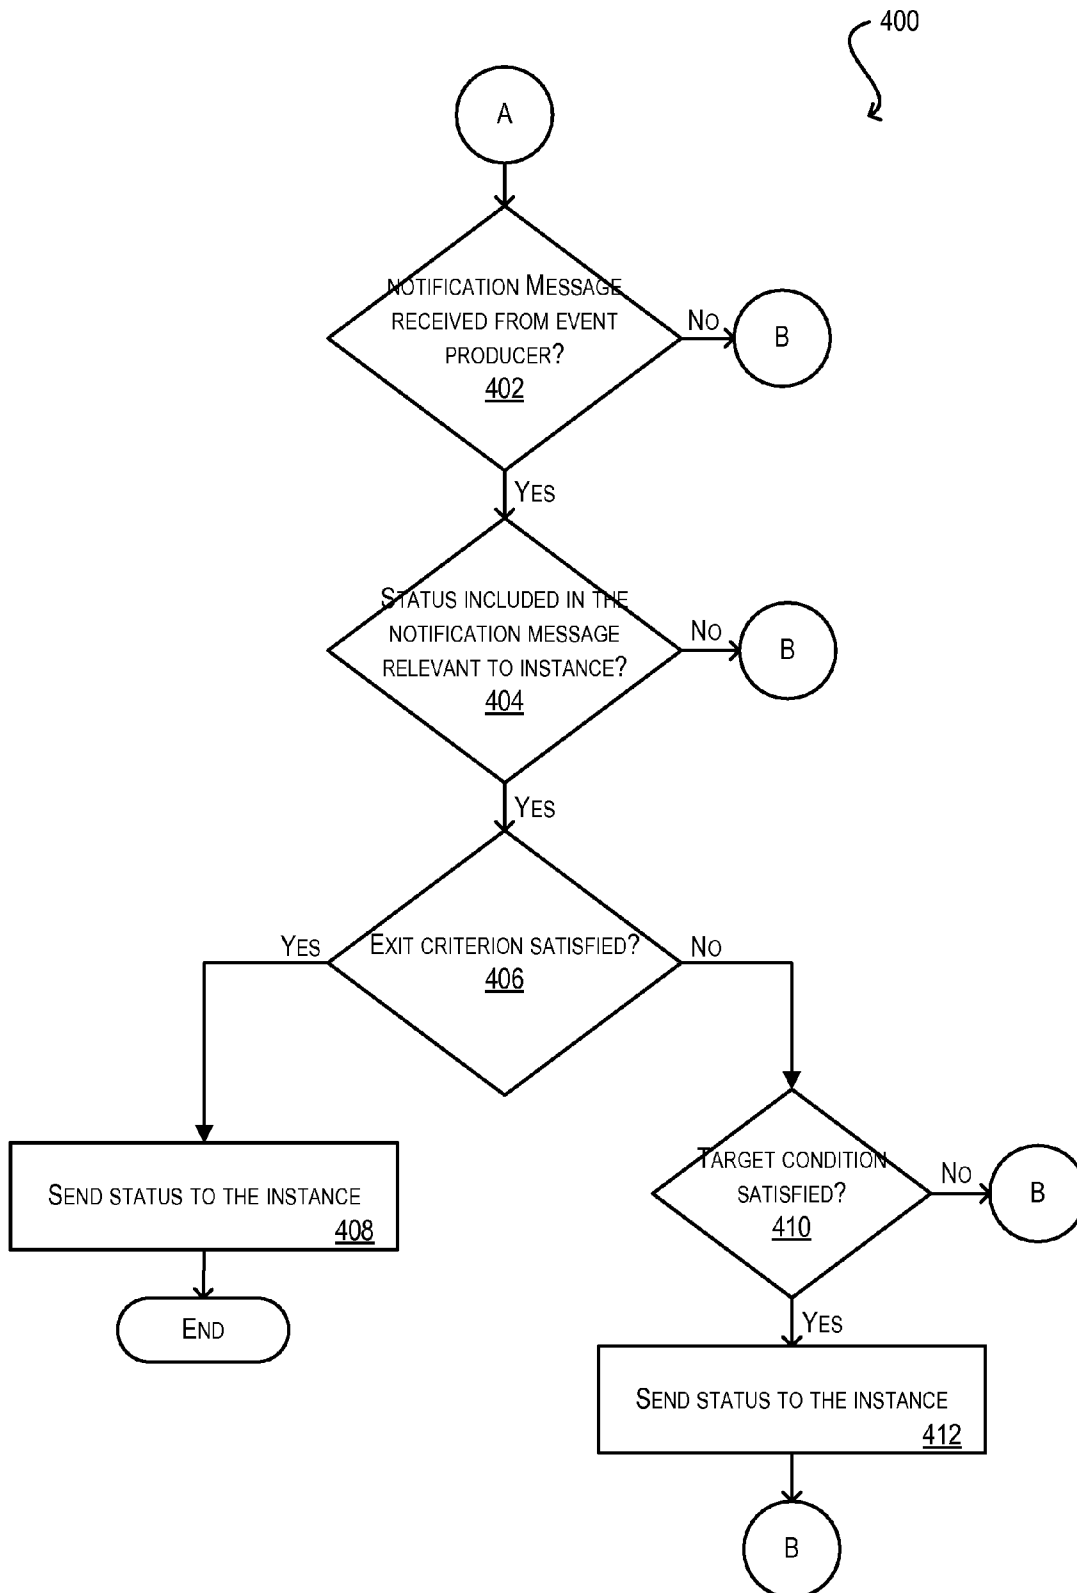 400
A
NOTIFICATION MESSAGE
RECEIVED FROM EVENT
PRODUCER?
402
NO
B
YES
STATUS INCLUDED IN THE
NOTIFICATION MESSAGE
RELEVANT TO INSTANCE?
404
NO
B
YES
EXIT CRITERION SATISFIED?
406
YES
NO
SEND STATUS TO THE INSTANCE
408
END
TARGET CONDITION
SATISFIED?
410
NO
B
YES
SEND STATUS TO THE INSTANCE
412
B